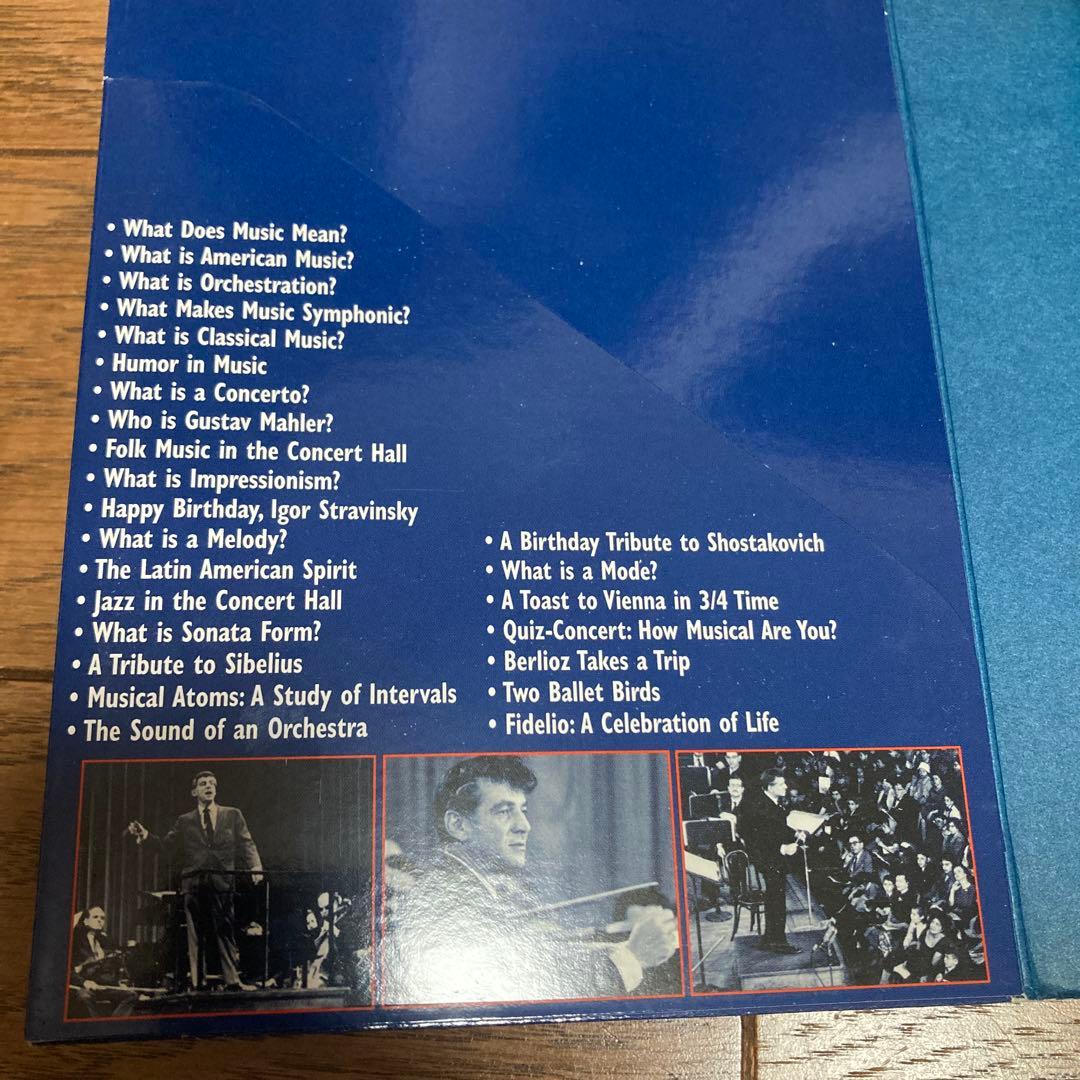 • What Does Music Mean?
• What is American Music?
• What is Orchestration?
• What Makes Music Symphonic?
• What is Classical Music?
• Humor in Music
• What is a Concerto?
• Who is Gustav Mahler?
• Folk Music in the Concert Hall
• What is Impressionism?
• Happy Birthday, Igor Stravinsky
• What is a Melody?
• The Latin American Spirit
• Jazz in the Concert Hall
• What is Sonata Form?
• A Tribute to Sibelius
• Musical Atoms: A Study of Intervals
• The Sound of an Orchestra
• A Birthday Tribute to Shostakovich
• What is a Mode?
• A Toast to Vienna in 3/4 Time
• Quiz-Concert: How Musical Are You?
• Berlioz Takes a Trip
• Two Ballet Birds
• Fidelio: A Celebration of Life